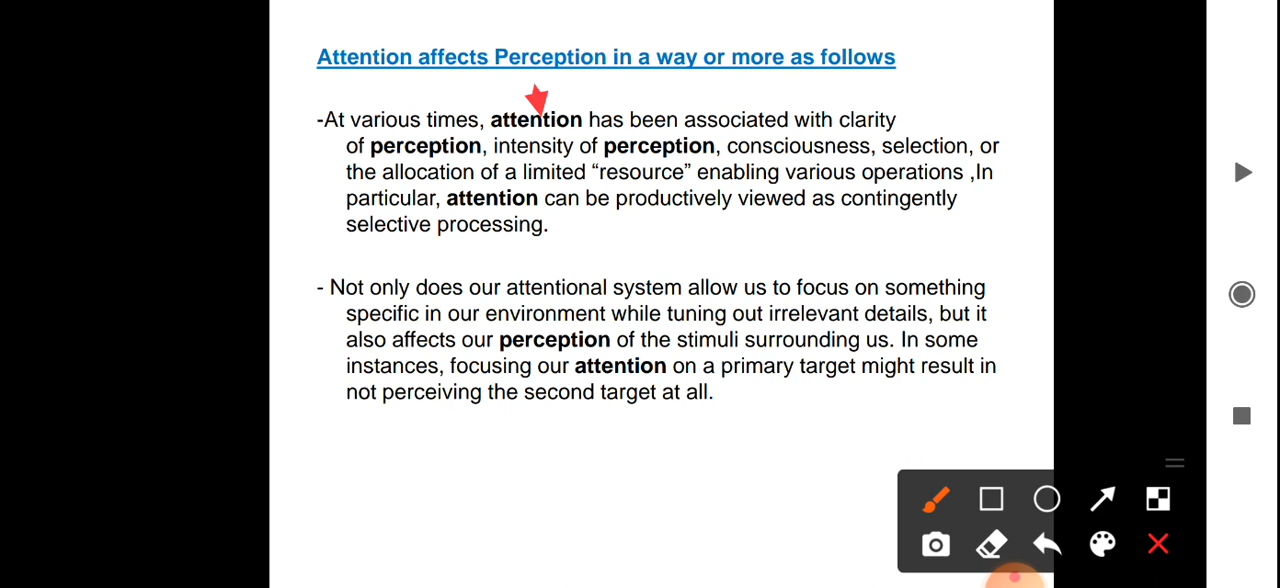 Attention affects Perception in a way or more as follows
-At various times, attention has been associated with clarity
of perception, intensity of perception, consciousness, selection, or
the allocation of a limited “resource” enabling various operations ,In
particular, attention can be productively viewed as contingently
selective processing.
- Not only does our attentional system allow us to focus on something
specific in our environment while tuning out irrelevant details, but it
also affects our perception of the stimuli surrounding us. In some
instances, focusing our attention on a primary target might result in
not perceiving the second target at all.